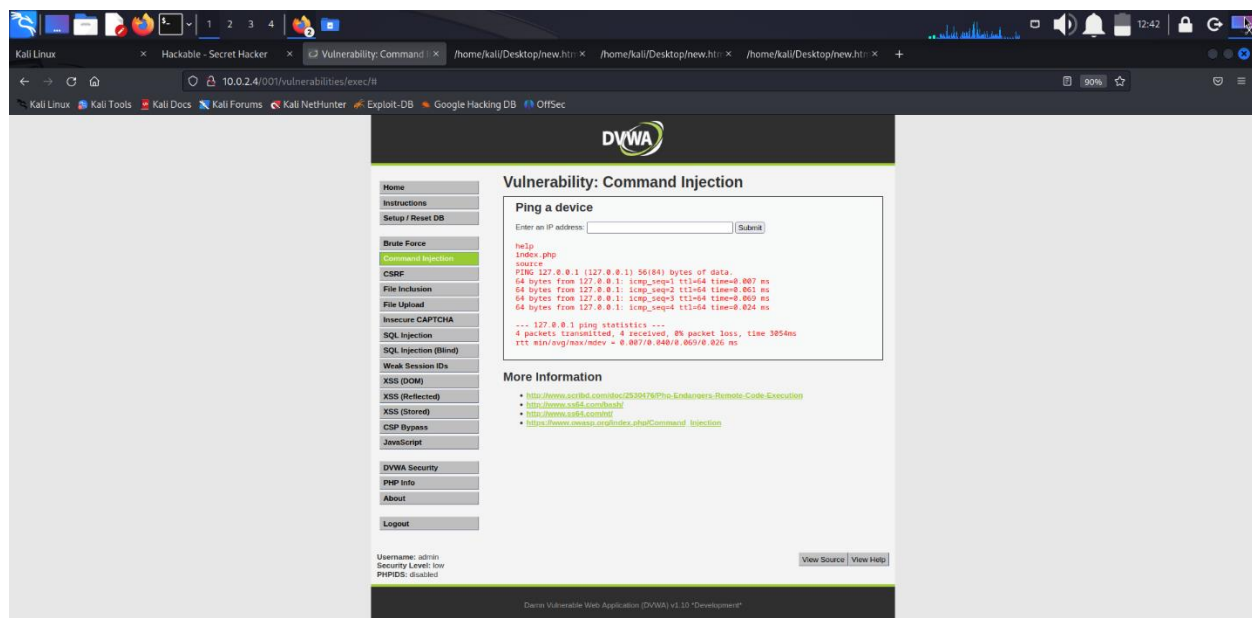 1 2 3 4
12:42
Kali Linux
Hackable - Secret Hacker
Vulnerability: Command I
/home/kali/Desktop/new.htm
/home/kali/Desktop/new.htm
/home/kali/Desktop/new.htm
10.0.2.4/001/vulnerabilities/exec/#
90%
Kali Linux Kali Tools Kali Docs Kali Forums Kali NetHunter Exploit-DB Google Hacking DB OffSec
DVWA
Home
Instructions
Setup / Reset DB
Brute Force
Command Injection
CSRF
File Inclusion
File Upload
Insecure CAPTCHA
SQL Injection
SQL Injection (Blind)
Weak Session IDs
XSS (DOM)
XSS (Reflected)
XSS (Stored)
CSP Bypass
JavaScript
DVWA Security
PHP Info
About
Logout
Vulnerability: Command Injection
Ping a device
Enter an IP address: Submit
help
index.php
source
PING 127.0.0.1 (127.0.0.1) 56(84) bytes of data.
64 bytes from 127.0.0.1: icmp_seq=1 ttl=64 time=0.007 ms
64 bytes from 127.0.0.1: icmp_seq=2 ttl=64 time=0.061 ms
64 bytes from 127.0.0.1: icmp_seq=3 ttl=64 time=0.069 ms
64 bytes from 127.0.0.1: icmp_seq=4 ttl=64 time=0.024 ms
--- 127.0.0.1 ping statistics ---
4 packets transmitted, 4 received, 0% packet loss, time 3054ms
rtt min/avg/max/mdev = 0.007/0.040/0.069/0.026 ms
More Information
http://www.scribd.com/doc/2530476/Php-Endangers-Remote-Code-Execution
http://www.ss64.com/bash/
http://www.ss64.com/nt/
https://www.owasp.org/index.php/Command_Injection
Username: admin
Security Level: low
PHPIDS: disabled
View Source View Help
Damn Vulnerable Web Application (DVWA) v1.10 *Development*